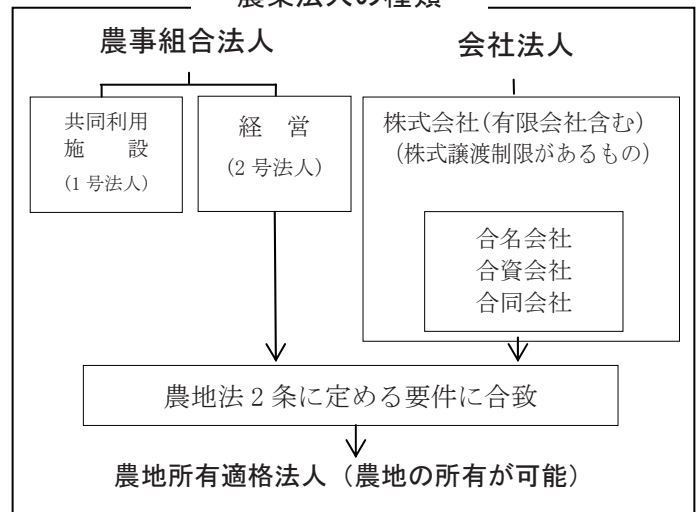 農業法人の種類
農事組合法人
会社法人
共同利用
施　　設
(1号法人)
経　営
(2号法人)
株式会社(有限会社含む)
(株式譲渡制限があるもの)
合名会社
合資会社
合同会社
農地法2条に定める要件に合致
農地所有適格法人（農地の所有が可能）